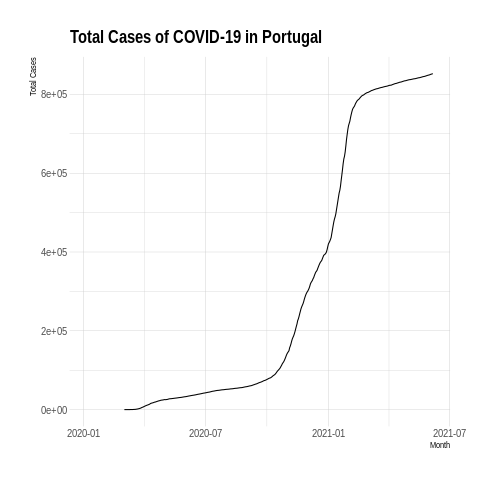 Total Cases of COVID-19 in Portugal
Total Cases
8e+05
6e+05
4e+05
2e+05
0e+00
2020-01
2020-07
2021-01
2021-07
Month